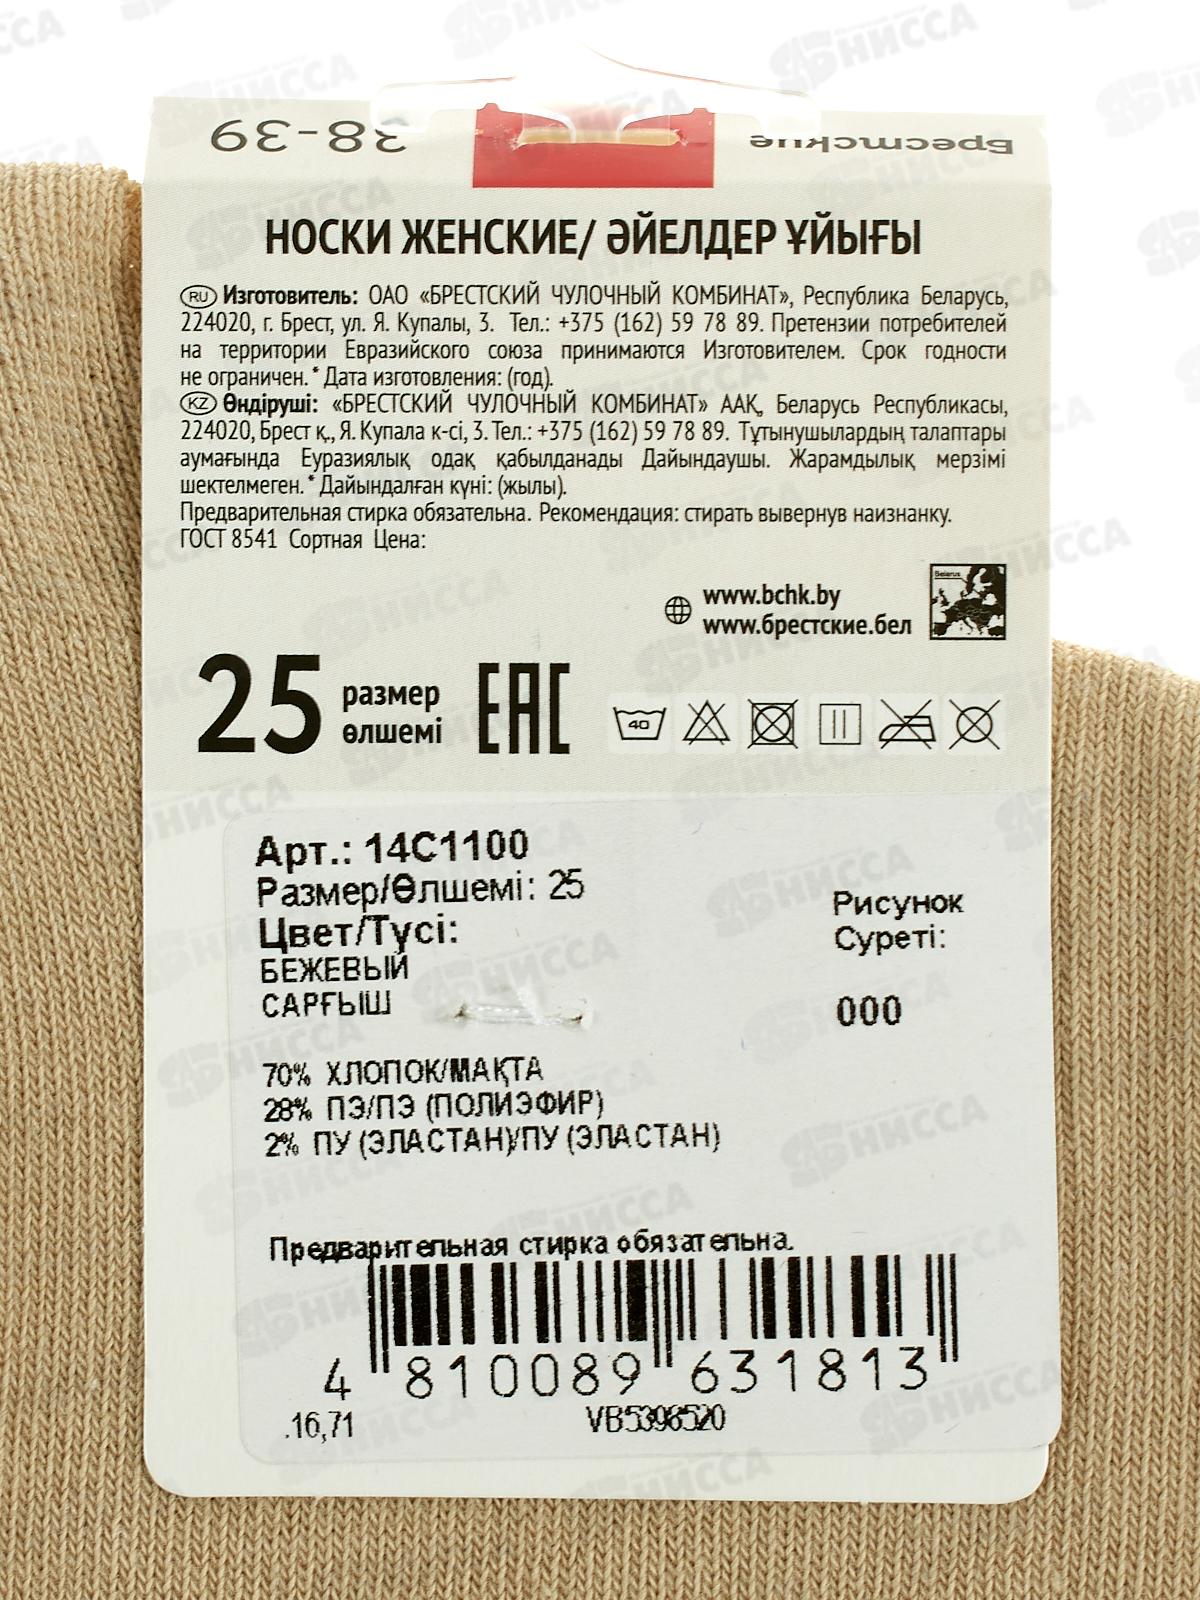 38-39
Брестские
НОСКИ ЖЕНСКИЕ/ ӘЙЕЛДЕР ҰЙЫҒЫ
RU Изготовитель: ОАО «БРЕСТСКИЙ ЧУЛОЧНЫЙ КОМБИНАТ», Республика Беларусь,
224020, г. Брест, ул. Я. Купалы, 3. Тел.: +375 (162) 59 78 89. Претензии потребителей
на территории Евразийского союза принимаются Изготовителем. Срок годности
не ограничен.* Дата изготовления: (год).
KZ Өндіруші: «БРЕСТСКИЙ ЧУЛОЧНЫЙ КОМБИНАТ» ААҚ, Беларусь Республикасы,
224020, Брест қ., Я. Купала к-сі, 3. Тел.: +375 (162) 59 78 89. Тұтынушылардың талаптары
аумағында Еуразиялық одақ қабылданады Дайындаушы. Жарамдылық мерзімі
шектелмеген.* Дайындалған күні: (жылы).
Предварительная стирка обязательна. Рекомендация: стирать вывернув наизнанку.
ГОСТ 8541 Сортная Цена:
www.bchk.by
www.брестские.бел
Belarus
25 размер
өлшемі
EAC
40
Арт.: 14С1100
Размер/Өлшемі: 25
Цвет/Түсі:
БЕЖЕВЫЙ
САРҒЫШ
Рисунок
Суреті:
000
70% ХЛОПОК/МАҚТА
28% ПЭ/ПЭ (ПОЛИЭФИР)
2% ПУ (ЭЛАСТАН)/ПУ (ЭЛАСТАН)
Предварительная стирка обязательна.
4 810089 631813
.16,71
НИССА